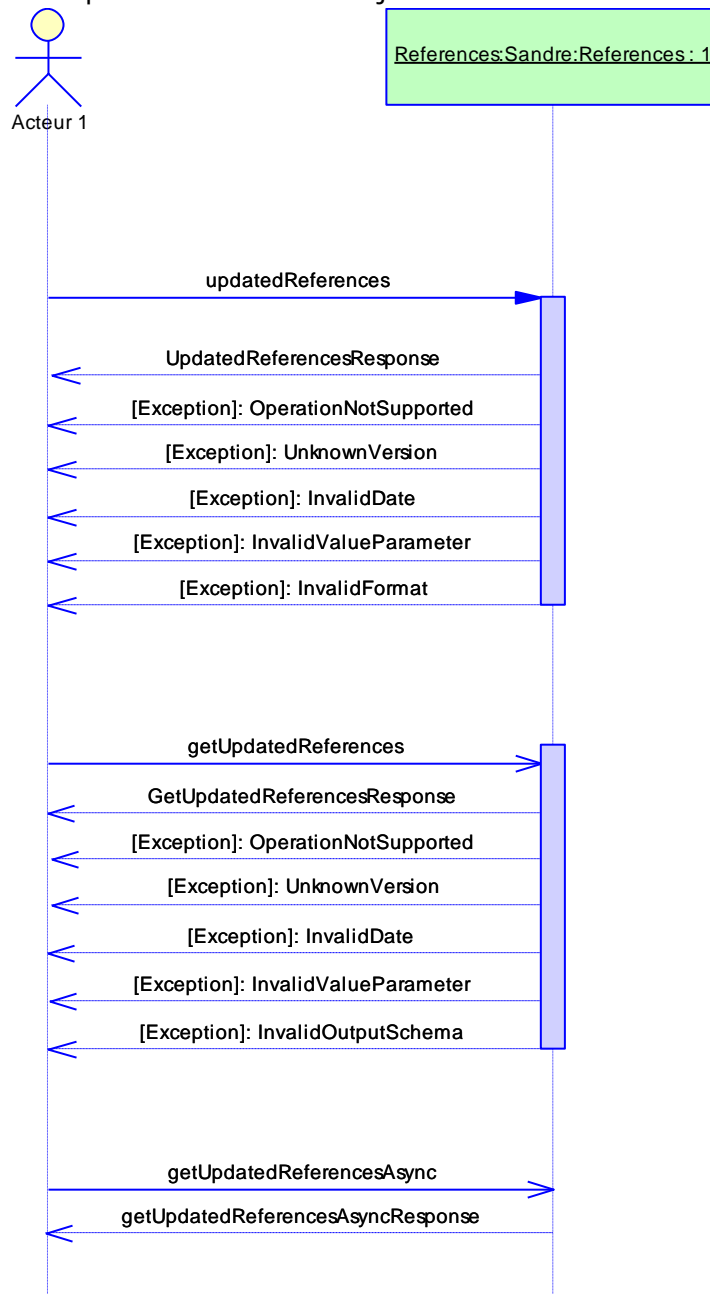 References:Sandre:References : 1
Acteur 1
updatedReferences
UpdatedReferencesResponse
[Exception]: OperationNotSupported
[Exception]: UnknownVersion
[Exception]: InvalidDate
[Exception]: InvalidValueParameter
[Exception]: InvalidFormat
getUpdatedReferences
GetUpdatedReferencesResponse
[Exception]: OperationNotSupported
[Exception]: UnknownVersion
[Exception]: InvalidDate
[Exception]: InvalidValueParameter
[Exception]: InvalidOutputSchema
getUpdatedReferencesAsync
getUpdatedReferencesAsyncResponse